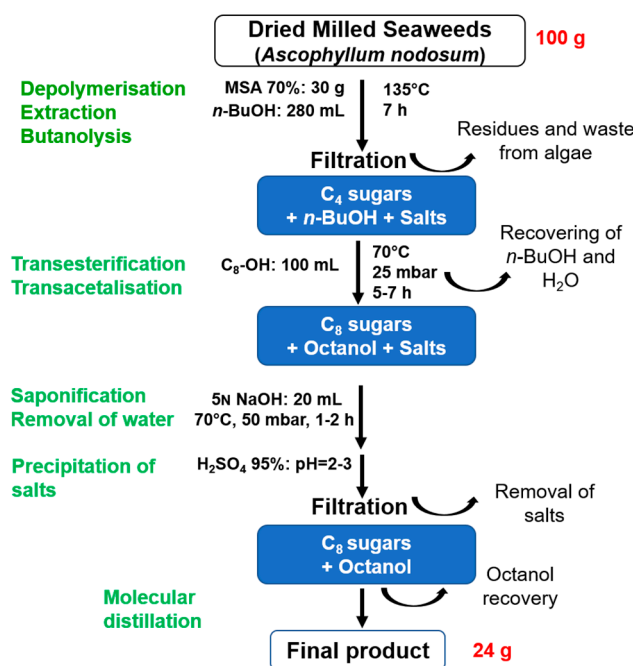 Dried Milled Seaweeds
(Ascophyllum nodosum)
100 g
Depolymerisation
Extraction
Butanolysis
MSA 70%: 30 g
n-BuOH: 280 mL
135°C
7 h
Filtration
Residues and waste
from algae
C₄ sugars
+ n-BuOH + Salts
Transesterification
Transacetalisation
C₈-OH: 100 mL
70°C
25 mbar
5-7 h
Recovering of
n-BuOH and
H₂O
C₈ sugars
+ Octanol + Salts
Saponification
Removal of water
5N NaOH: 20 mL
70°C, 50 mbar, 1-2 h
Precipitation of
salts
H₂SO₄ 95%: pH=2-3
Filtration
Removal of
salts
C₈ sugars
+ Octanol
Octanol
recovery
Molecular
distillation
Final product
24 g